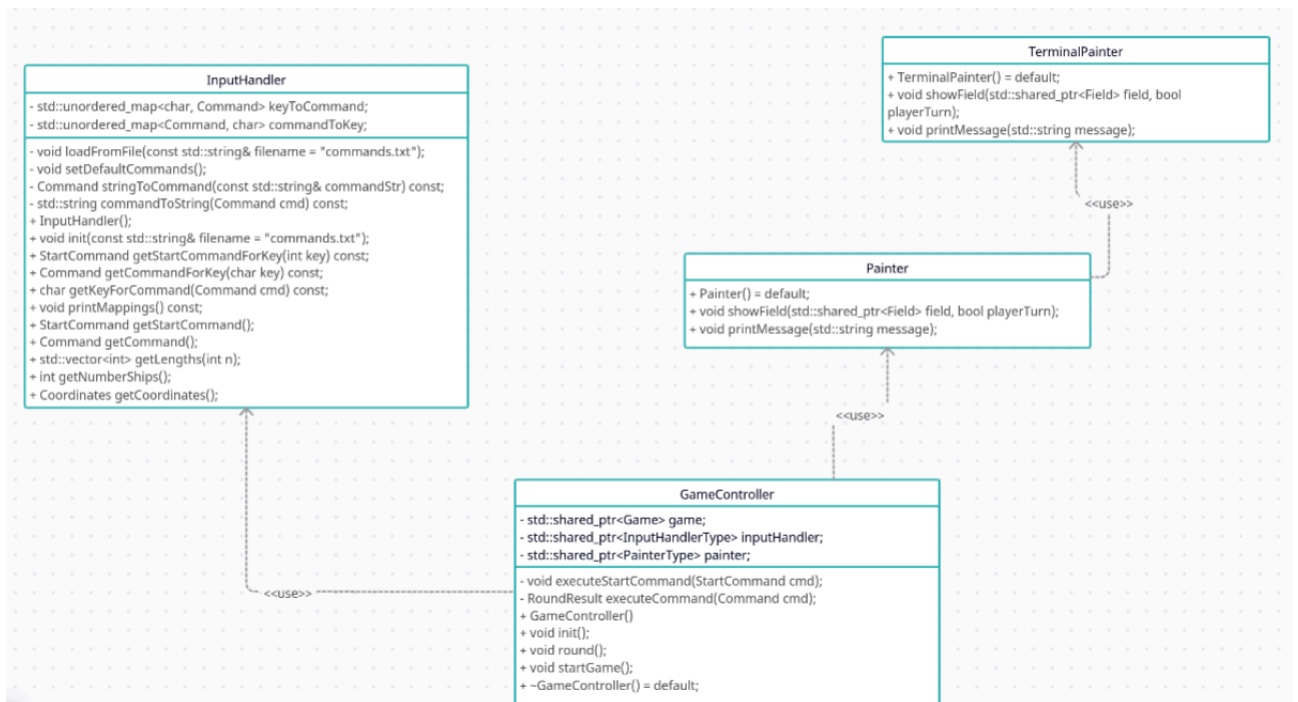 InputHandler
- std::unordered_map<char, Command> keyToCommand;
- std::unordered_map<Command, char> commandToKey;
- void loadFromFile(const std::string& filename = "commands.txt");
- void setDefaultCommands();
- Command stringToCommand(const std::string& commandStr) const;
- std::string commandToString(Command cmd) const;
+ InputHandler();
+ void init(const std::string& filename = "commands.txt");
+ StartCommand getStartCommandForKey(int key) const;
+ Command getCommandForKey(char key) const;
+ char getKeyForCommand(Command cmd) const;
+ void printMappings() const;
+ StartCommand getStartCommand();
+ Command getCommand();
+ std::vector<int> getLengths(int n);
+ int getNumberShips();
+ Coordinates getCoordinates();
TerminalPainter
+ TerminalPainter() = default;
+ void showField(std::shared_ptr<Field> field, bool
playerTurn);
+ void printMessage(std::string message);
<<use>>
Painter
+ Painter() = default;
+ void showField(std::shared_ptr<Field> field, bool playerTurn);
+ void printMessage(std::string message);
<<use>>
GameController
- std::shared_ptr<Game> game;
- std::shared_ptr<InputHandlerType> inputHandler;
- std::shared_ptr<PainterType> painter;
- void executeStartCommand(StartCommand cmd);
- RoundResult executeCommand(Command cmd);
+ GameController()
+ void init();
+ void round();
+ void startGame();
+ ~GameController() = default;
<<use>>